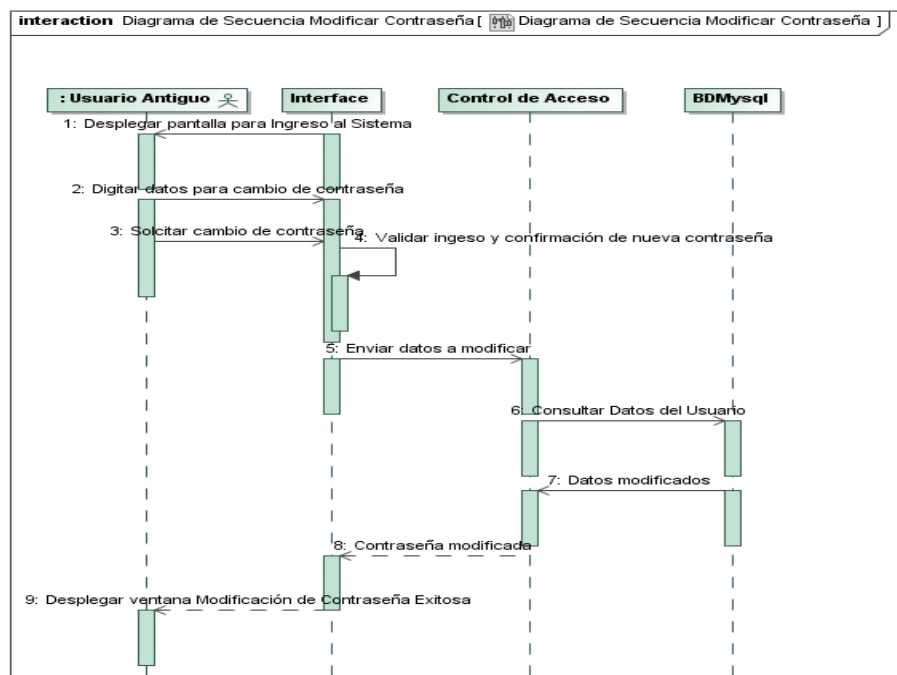 interaction Diagrama de Secuencia Modificar Contraseña[ Diagrama de Secuencia Modificar Contraseña ]
: Usuario Antiguo
Interface
Control de Acceso
BDMysql
1: Desplegar pantalla para Ingreso al Sistema
2: Digitar datos para cambio de contraseña
3: Solcitar cambio de contraseña
4: Validar ingeso y confirmación de nueva contraseña
5: Enviar datos a modificar
6: Consultar Datos del Usuario
7: Datos modificados
8: Contraseña modificada
9: Desplegar ventana Modificación de Contraseña Exitosa